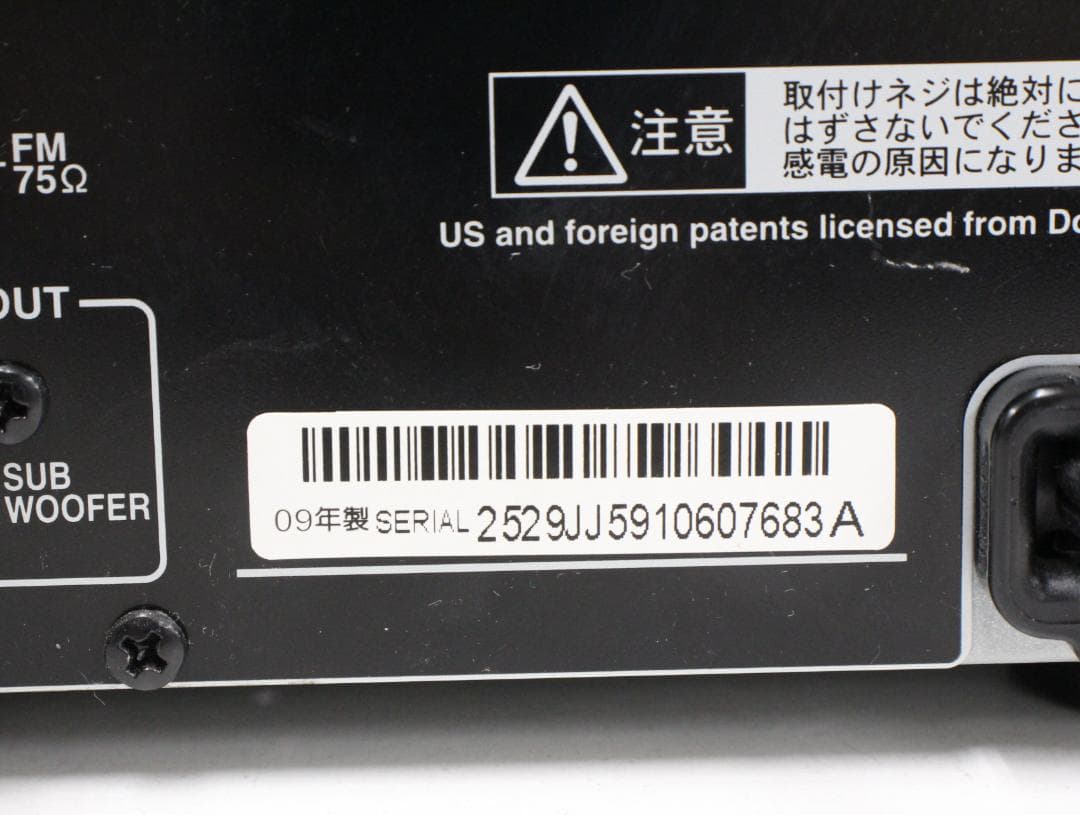 FM
75Ω
注意
取付けネジは絶対に
はずさないでくださ
感電の原因になりま
US and foreign patents licensed from
OUT
SUB
WOOFER
09年製 SERIAL 2529JJ5910607683A